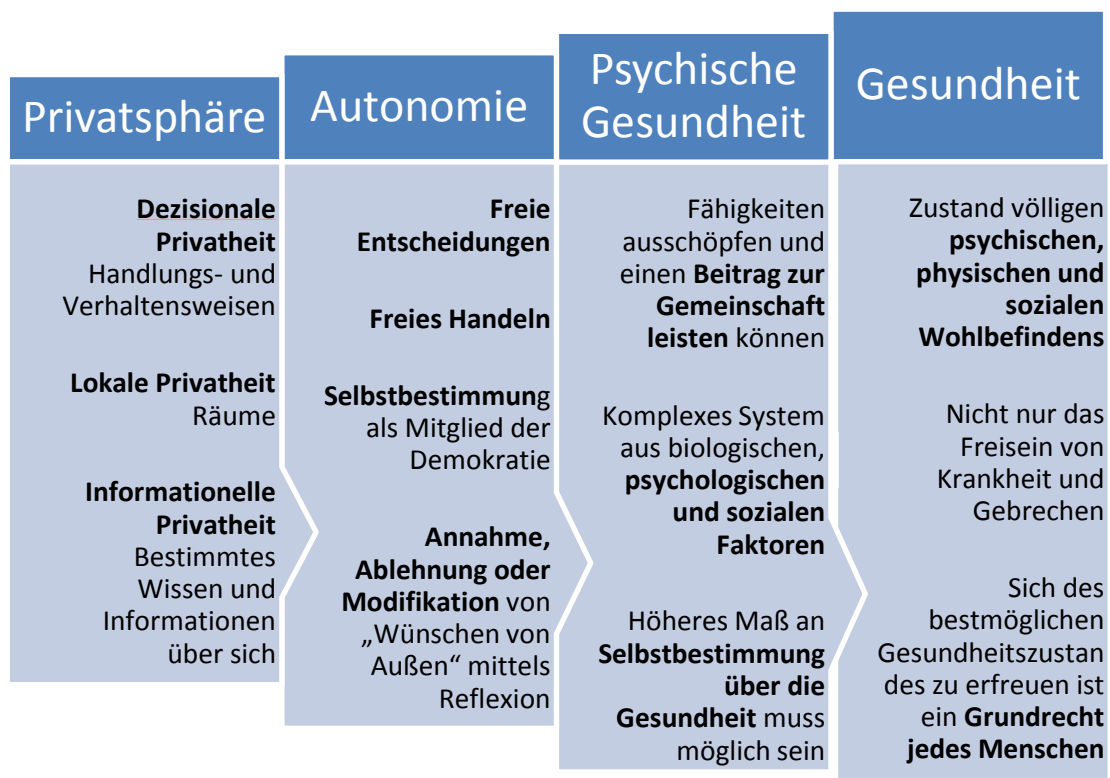 Privatsphäre
Dezisionale
Privatheit
Handlungs- und
Verhaltensweisen
Lokale Privatheit
Räume
Informationelle
Privatheit
Bestimmtes
Wissen und
Informationen
über sich
Autonomie
Freie
Entscheidungen
Freies Handeln
Selbstbestimmung
als Mitglied der
Demokratie
Annahme,
Ablehnung oder
Modifikation von
„Wünschen von
Außen“ mittels
Reflexion
Psychische
Gesundheit
Fähigkeiten
ausschöpfen und
einen Beitrag zur
Gemeinschaft
leisten können
Komplexes System
aus biologischen,
psychologischen
und sozialen
Faktoren
Höheres Maß an
Selbstbestimmung
über die
Gesundheit muss
möglich sein
Gesundheit
Zustand völligen
psychischen,
physischen und
sozialen
Wohlbefindens
Nicht nur das
Freisein von
Krankheit und
Gebrechen
Sich des
bestmöglichen
Gesundheitszustan
des zu erfreuen ist
ein Grundrecht
jedes Menschen